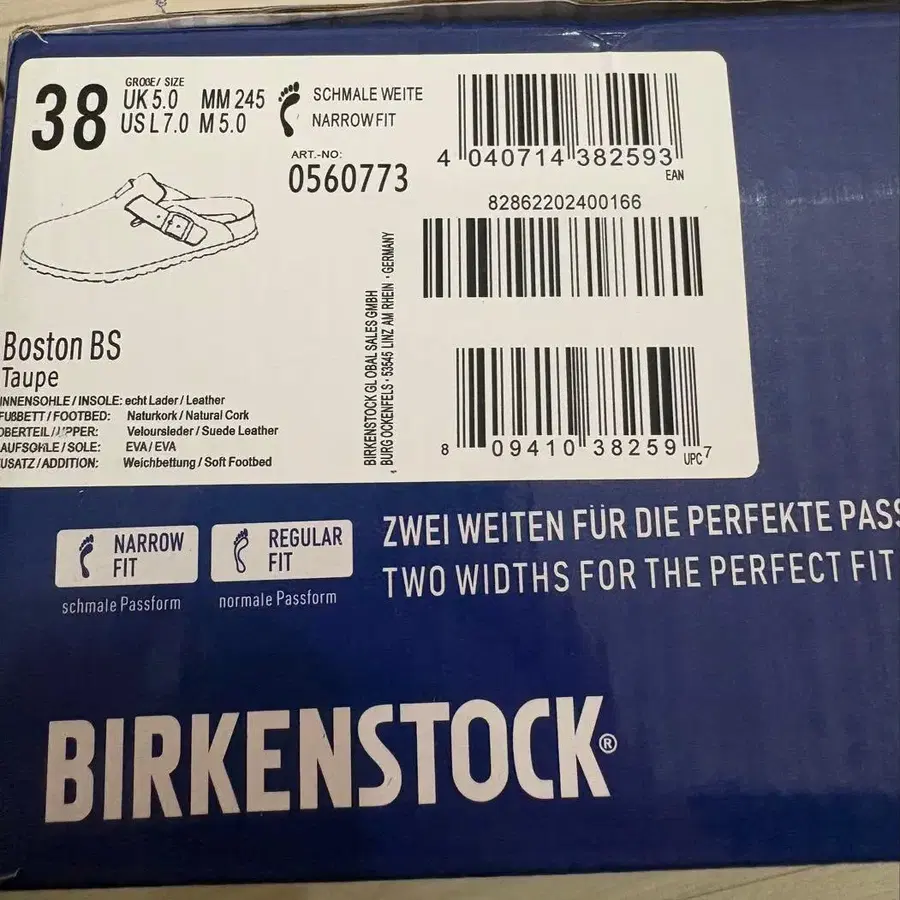 38
GROẞE/ SIZE
UK 5.0 MM 245
US L 7.0 M 5.0
SCHMALE WEITE
NARROW FIT
ART.-NO:
0560773
4 040714 382593
EAN
82862202400166
8 09410 38259 7
UPC
BIRKENSTOCK GLOBAL SALES GMBH
BURG OCKENFELS · 53545 LINZ AM RHEIN · GERMANY
Boston BS
Taupe
INNENSOHLE / INSOLE: echt Lader / Leather
FUßBETT / FOOTBED: Naturkork / Natural Cork
OBERTEIL / UPPER: Veloursleder / Suede Leather
AUFSOHLE / SOLE: EVA / EVA
USATZ / ADDITION: Weichbettung / Soft Footbed
NARROW
FIT
schmale Passform
REGULAR
FIT
normale Passform
ZWEI WEITEN FÜR DIE PERFEKTE PASS
TWO WIDTHS FOR THE PERFECT FIT
BIRKENSTOCK®